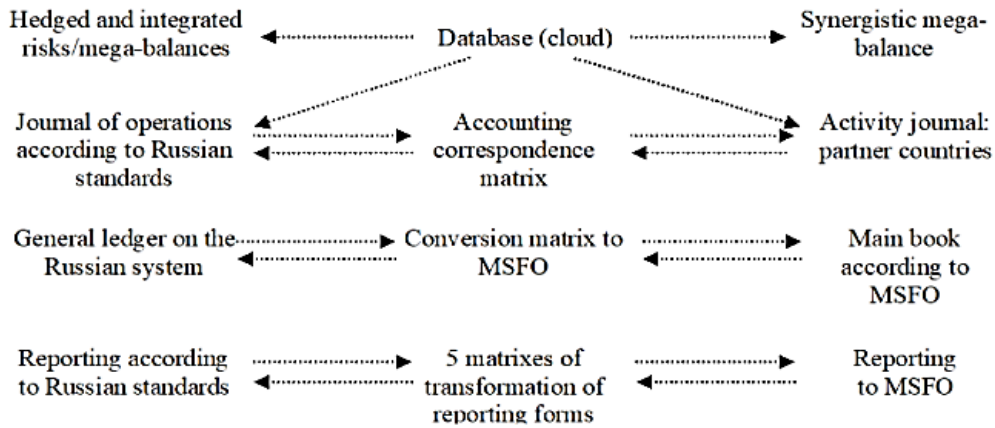 Hedged and integrated
risks/mega-balances
Database (cloud)
Synergistic mega-
balance
Journal of operations
according to Russian
standards
Accounting
correspondence
matrix
Activity journal:
partner countries
General ledger on the
Russian system
Conversion matrix to
MSFO
Main book
according to
MSFO
Reporting according
to Russian standards
5 matrixes of
transformation of
reporting forms
Reporting
to MSFO